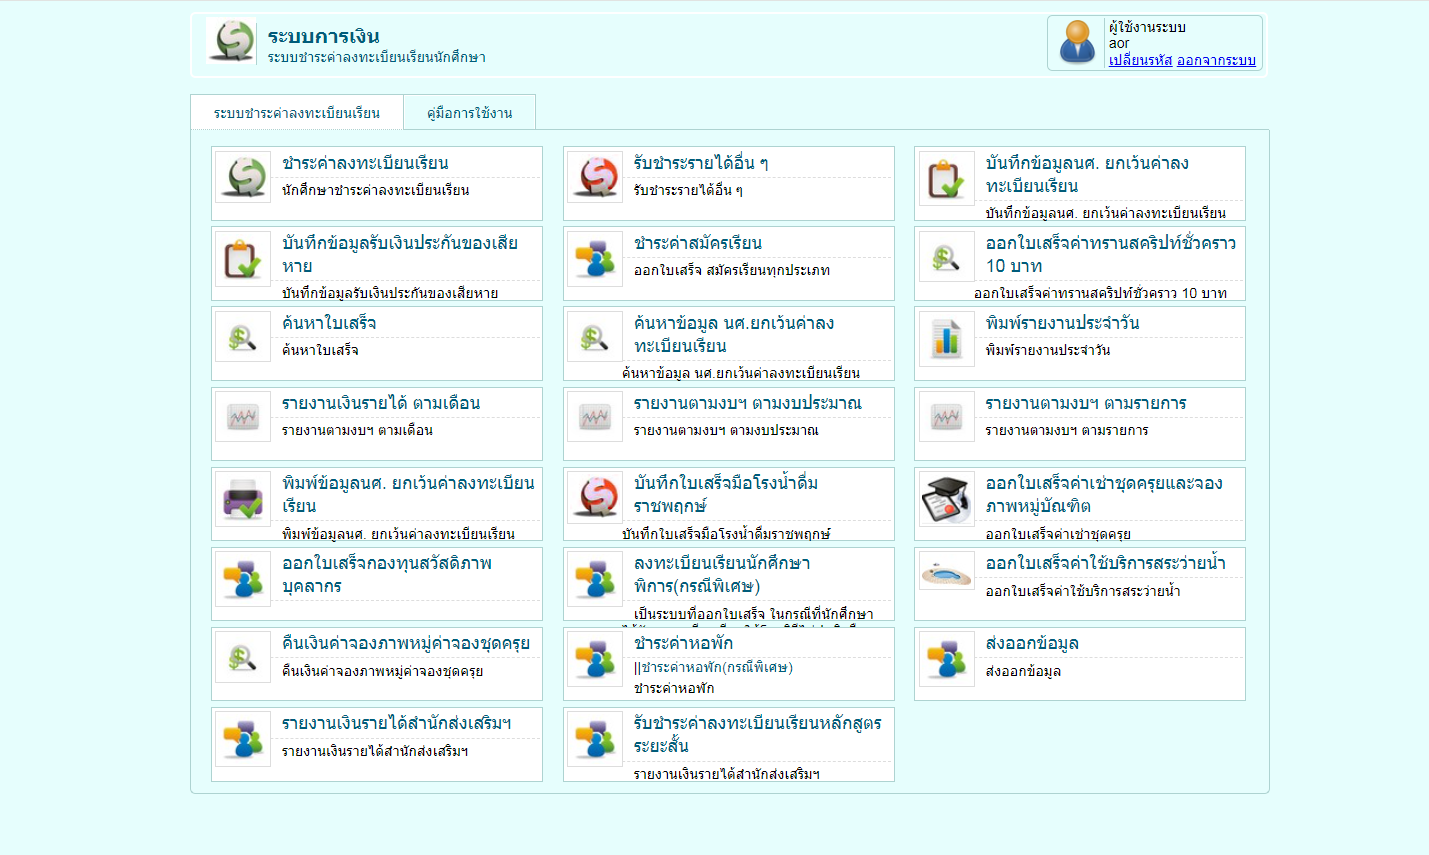 ระบบการเงิน
ระบบชำระค่าลงทะเบียนเรียนนักศึกษา
ผู้ใช้งานระบบ
aor
เปลี่ยนรหัส ออกจากระบบ
ระบบชำระค่าลงทะเบียนเรียน
คู่มือการใช้งาน
ชำระค่าลงทะเบียนเรียน
นักศึกษาชำระค่าลงทะเบียนเรียน
รับชำระรายได้อื่น ๆ
รับชำระรายได้อื่น ๆ
บันทึกข้อมูลนศ. ยกเว้นค่าลง
ทะเบียนเรียน
บันทึกข้อมูลนศ. ยกเว้นค่าลงทะเบียนเรียน
บันทึกข้อมูลรับเงินประกันของเสีย
หาย
บันทึกข้อมูลรับเงินประกันของเสียหาย
ชำระค่าสมัครเรียน
ออกใบเสร็จ สมัครเรียนทุกประเภท
ออกใบเสร็จค่าทรานสคริปท์ชั่วคราว
10 บาท
ออกใบเสร็จค่าทรานสคริปท์ชั่วคราว 10 บาท
ค้นหาใบเสร็จ
ค้นหาใบเสร็จ
ค้นหาข้อมูล นศ.ยกเว้นค่าลง
ทะเบียนเรียน
ค้นหาข้อมูล นศ.ยกเว้นค่าลงทะเบียนเรียน
พิมพ์รายงานประจำวัน
พิมพ์รายงานประจำวัน
รายงานเงินรายได้ ตามเดือน
รายงานตามงบฯ ตามเดือน
รายงานตามงบฯ ตามงบประมาณ
รายงานตามงบฯ ตามงบประมาณ
รายงานตามงบฯ ตามรายการ
รายงานตามงบฯ ตามรายการ
พิมพ์ข้อมูลนศ. ยกเว้นค่าลงทะเบียน
เรียน
พิมพ์ข้อมูลนศ. ยกเว้นค่าลงทะเบียนเรียน
บันทึกใบเสร็จมือโรงน้ำดื่ม
ราชพฤกษ์
บันทึกใบเสร็จมือโรงน้ำดื่มราชพฤกษ์
ออกใบเสร็จค่าเช่าชุดครุยและจอง
ภาพหมู่บัณฑิต
ออกใบเสร็จค่าเช่าชุดครุย
ออกใบเสร็จกองทุนสวัสดิภาพ
บุคลากร
ลงทะเบียนเรียนนักศึกษา
พิการ(กรณีพิเศษ)
เป็นระบบที่ออกใบเสร็จ ในกรณีที่นักศึกษา
ออกใบเสร็จค่าใช้บริการสระว่ายน้ำ
ออกใบเสร็จค่าใช้บริการสระว่ายน้ำ
คืนเงินค่าจองภาพหมู่ค่าจองชุดครุย
คืนเงินค่าจองภาพหมู่ค่าจองชุดครุย
ชำระค่าหอพัก
||ชำระค่าหอพัก(กรณีพิเศษ)
ชำระค่าหอพัก
ส่งออกข้อมูล
ส่งออกข้อมูล
รายงานเงินรายได้สำนักส่งเสริมฯ
รายงานเงินรายได้สำนักส่งเสริมฯ
รับชำระค่าลงทะเบียนเรียนหลักสูตร
ระยะสั้น
รายงานเงินรายได้สำนักส่งเสริมฯ